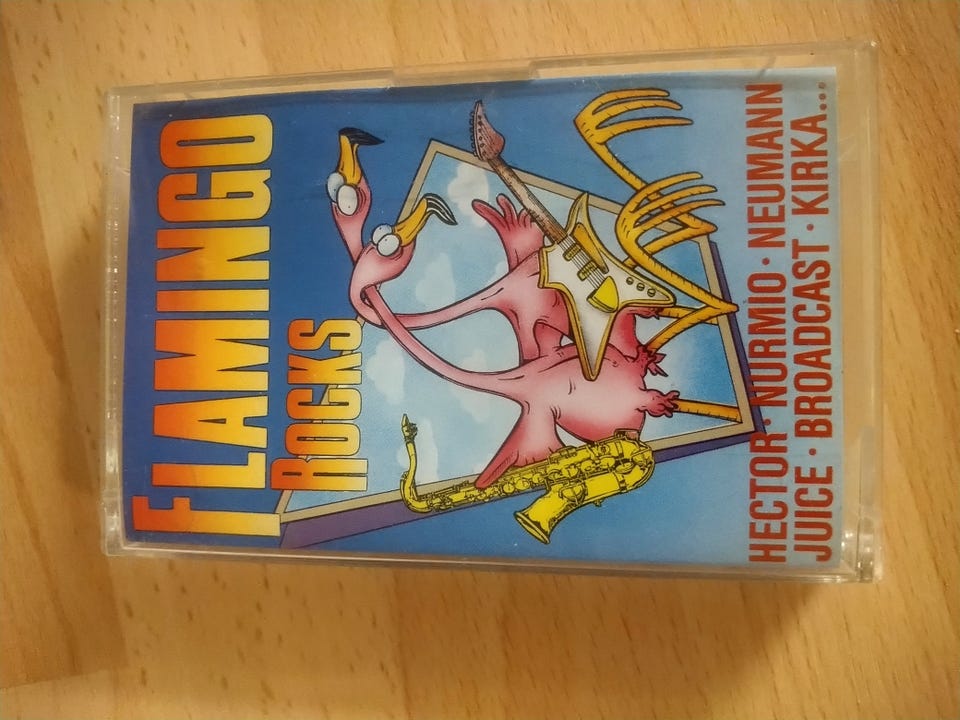 FLAMINGO
ROCKS
HECTOR · NURMIO · NEUMANN
JUICE · BROADCAST · KIRKA...